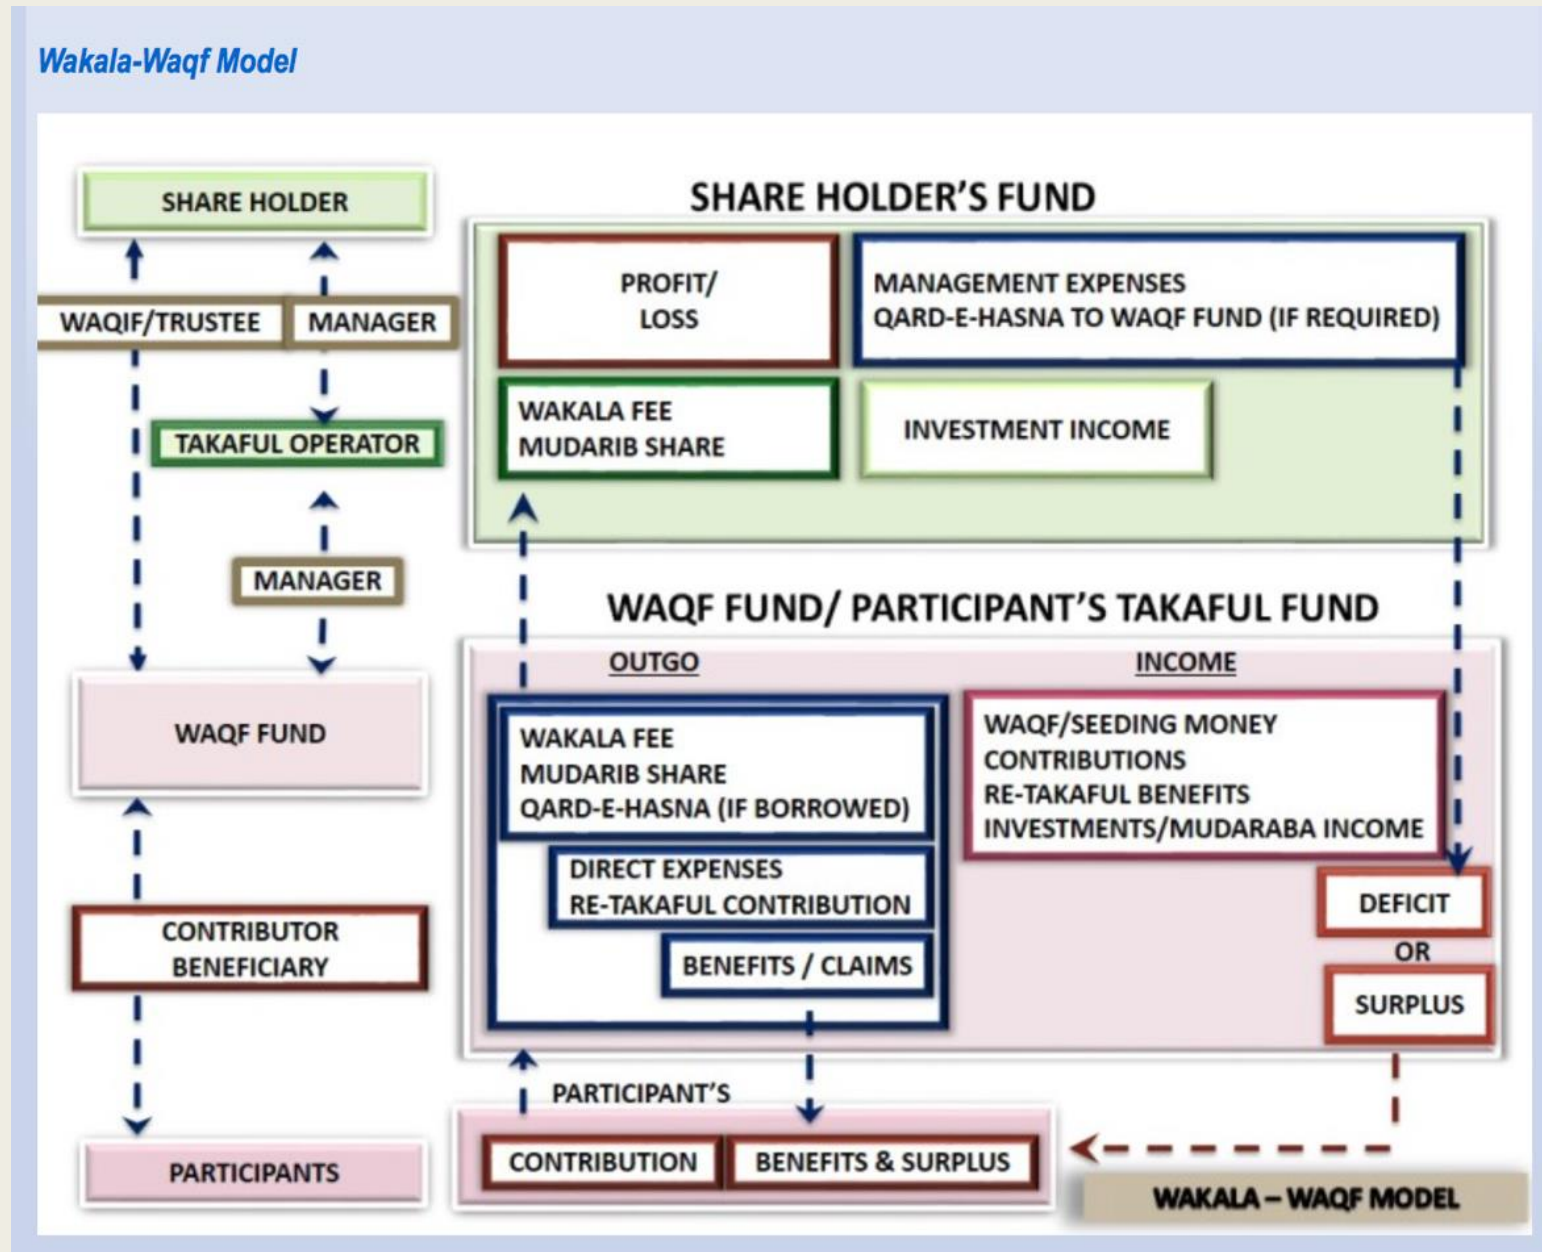 Wakala-Waqf Model
SHARE HOLDER
WAQIF/TRUSTEE
MANAGER
TAKAFUL OPERATOR
MANAGER
WAQF FUND
CONTRIBUTOR
BENEFICIARY
PARTICIPANTS
SHARE HOLDER'S FUND
PROFIT/
LOSS
MANAGEMENT EXPENSES
QARD-E-HASNA TO WAQF FUND (IF REQUIRED)
WAKALA FEE
MUDARIB SHARE
INVESTMENT INCOME
WAQF FUND/ PARTICIPANT'S TAKAFUL FUND
OUTGO
WAKALA FEE
MUDARIB SHARE
QARD-E-HASNA (IF BORROWED)
DIRECT EXPENSES
RE-TAKAFUL CONTRIBUTION
BENEFITS / CLAIMS
INCOME
WAQF/SEEDING MONEY
CONTRIBUTIONS
RE-TAKAFUL BENEFITS
INVESTMENTS/MUDARABA INCOME
DEFICIT
OR
SURPLUS
PARTICIPANT'S
CONTRIBUTION
BENEFITS & SURPLUS
WAKALA – WAQF MODEL